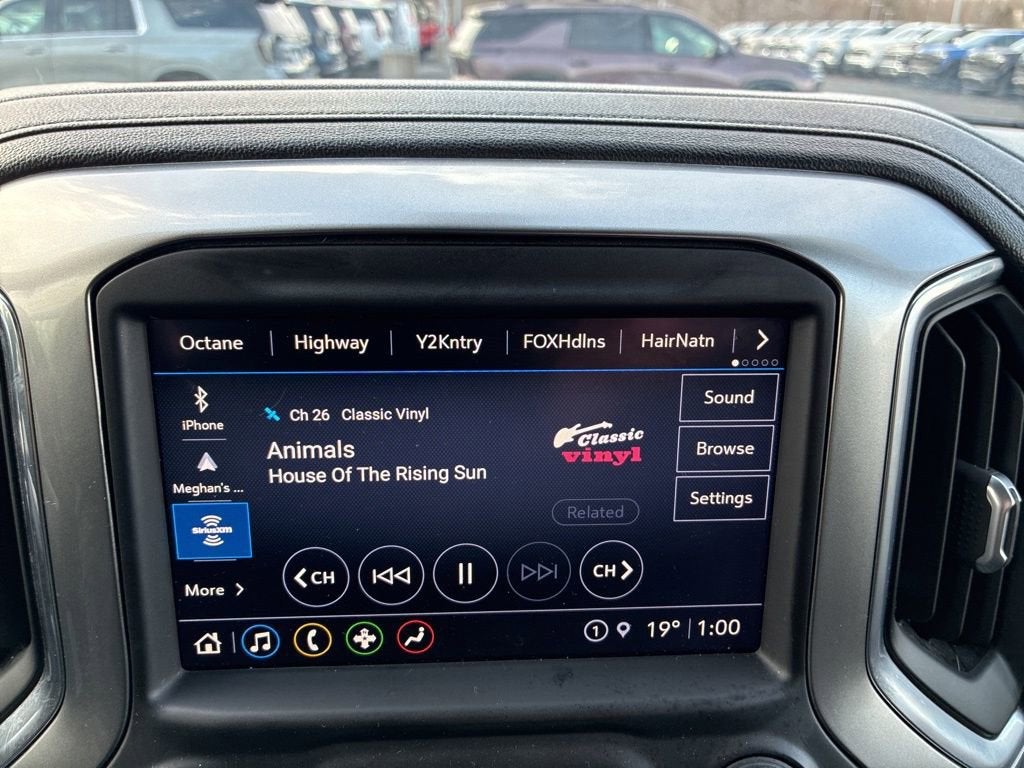 Octane Highway Y2Kntry FOXHdlns HairNatn
iPhone
Ch 26 Classic Vinyl
Sound
Animals
House Of The Rising Sun
Classic
vinyl
Browse
Meghan's ...
SiriusXM
Settings
Related
More
CH
CH
1 19° 1:00